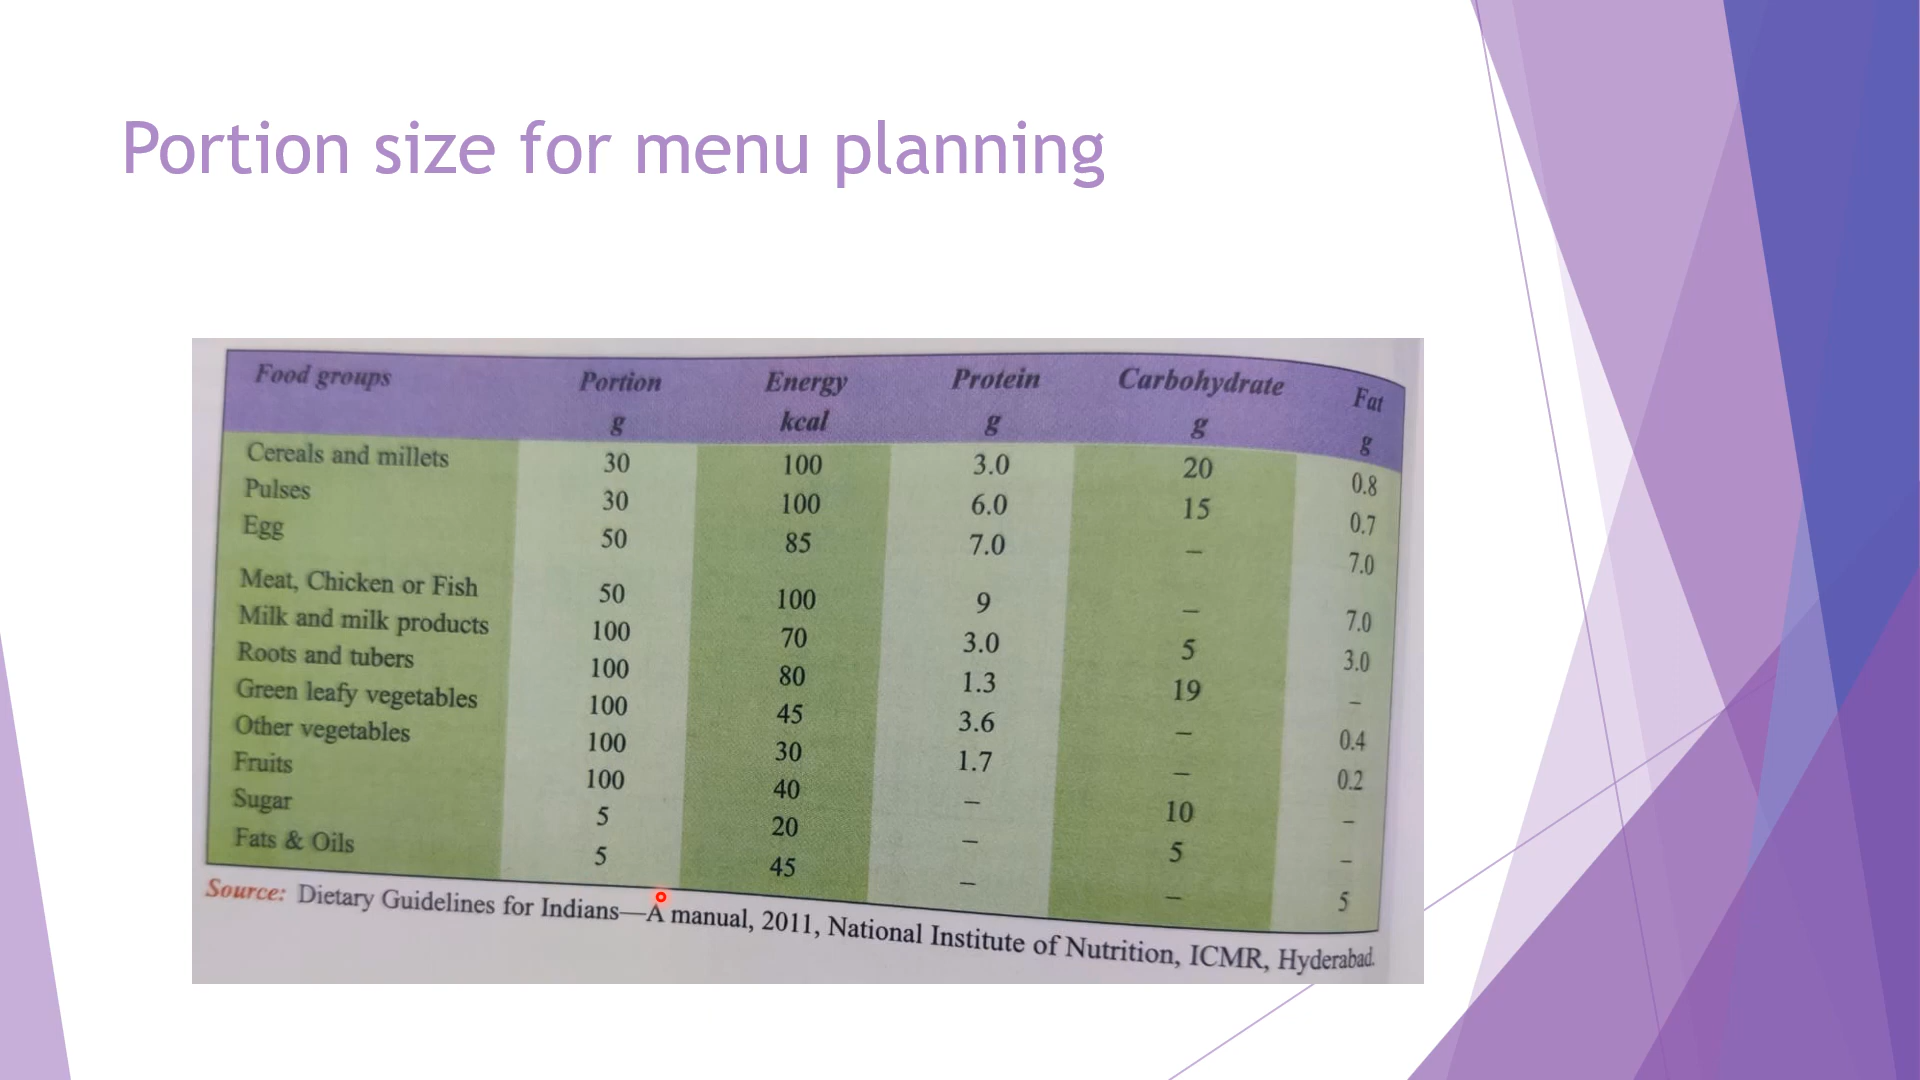 Portion size for menu planning
Food groups Portion Energy Protein Carbohydrate Fat
g kcal g g g
Cereals and millets 30 100 3.0 20 0.8
Pulses 30 100 6.0 15 0.7
Egg 50 85 7.0 – 7.0
Meat, Chicken or Fish 50 100 9 – 7.0
Milk and milk products 100 70 3.0 5 3.0
Roots and tubers 100 80 1.3 19 –
Green leafy vegetables 100 45 3.6 – 0.4
Other vegetables 100 30 1.7 – 0.2
Fruits 100 40 – 10 –
Sugar 5 20 – 5 –
Fats & Oils 5 45 – – 5
Source: Dietary Guidelines for Indians—A manual, 2011, National Institute of Nutrition, ICMR, Hyderabad.